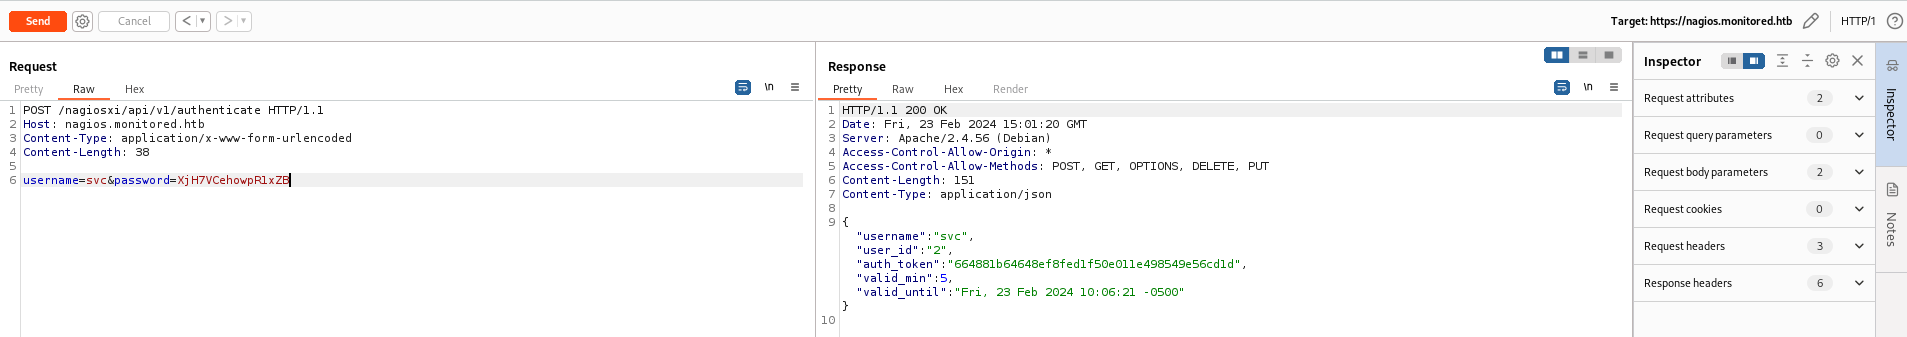 Send Cancel < > Target: https://nagios.monitored.htb HTTP/1 ?
Request
Pretty Raw Hex \n
1 POST /nagiosxi/api/v1/authenticate HTTP/1.1
2 Host: nagios.monitored.htb
3 Content-Type: application/x-www-form-urlencoded
4 Content-Length: 38
5
6 username=svc&password=XjH7VCehowpR1xZB
Response
Pretty Raw Hex Render \n
1 HTTP/1.1 200 OK
2 Date: Fri, 23 Feb 2024 15:01:20 GMT
3 Server: Apache/2.4.56 (Debian)
4 Access-Control-Allow-Origin: *
5 Access-Control-Allow-Methods: POST, GET, OPTIONS, DELETE, PUT
6 Content-Length: 151
7 Content-Type: application/json
8
9 {
"username":"svc",
"user_id":"2",
"auth_token":"664881b64648ef8fed1f50e011e498549e56cd1d",
"valid_min":5,
"valid_until":"Fri, 23 Feb 2024 10:06:21 -0500"
}
10
Inspector
Request attributes 2
Request query parameters 0
Request body parameters 2
Request cookies 0
Request headers 3
Response headers 6
Inspector
Notes